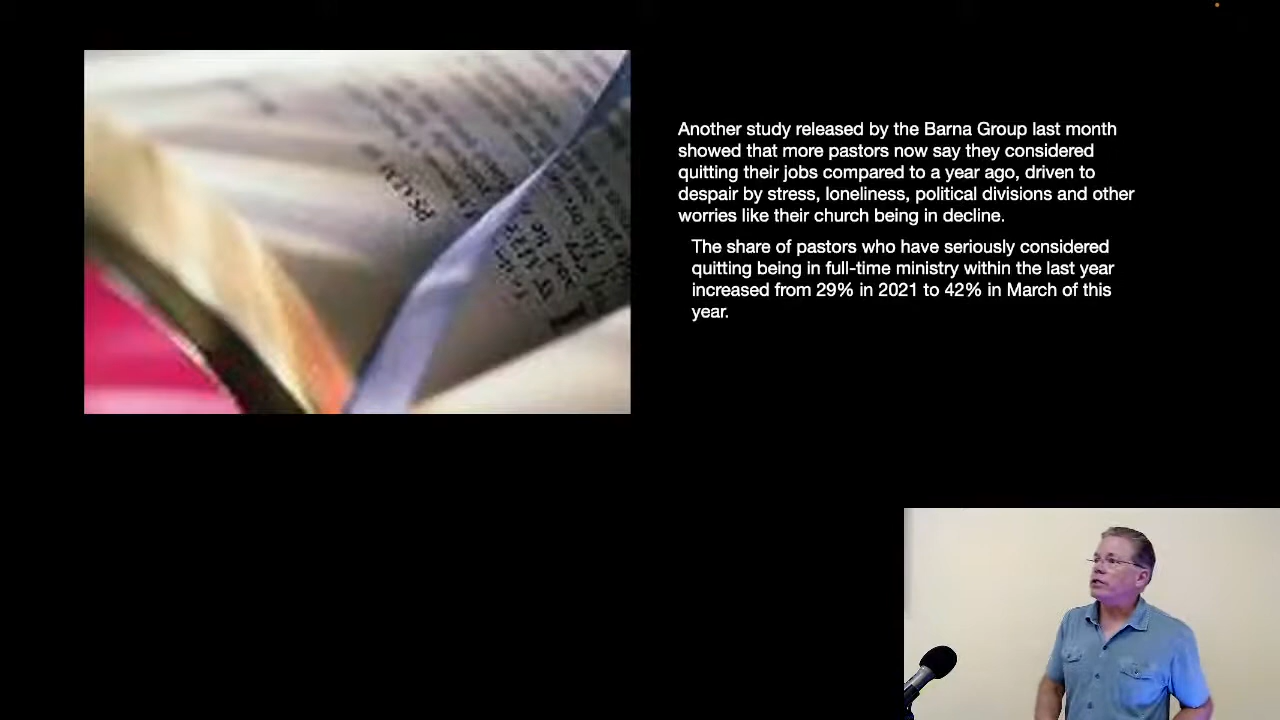 Another study released by the Barna Group last month
showed that more pastors now say they considered
quitting their jobs compared to a year ago, driven to
despair by stress, loneliness, political divisions and other
worries like their church being in decline.
The share of pastors who have seriously considered
quitting being in full-time ministry within the last year
increased from 29% in 2021 to 42% in March of this
year.